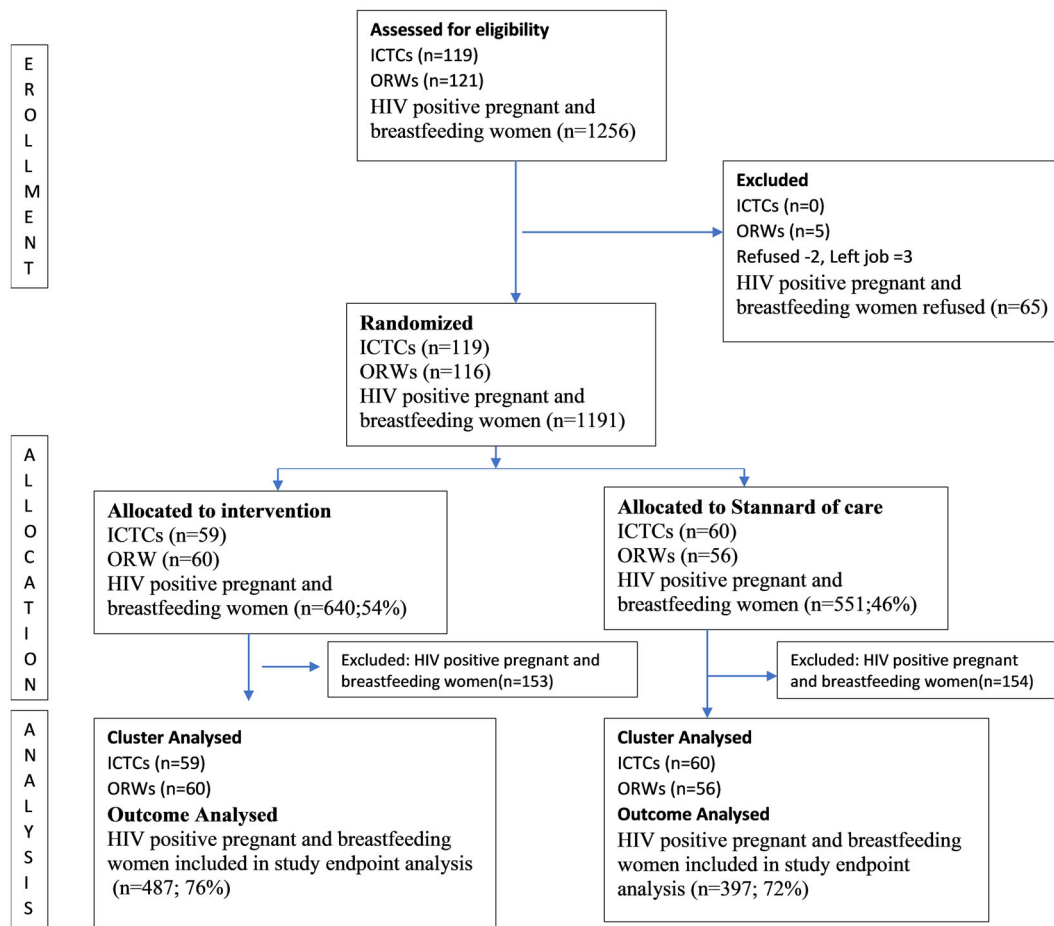 EROLLMENT
Assessed for eligibility
ICTCs (n=119)
ORWs (n=121)
HIV positive pregnant and
breastfeeding women (n=1256)
Excluded
ICTCs (n=0)
ORWs (n=5)
Refused -2, Left job =3
HIV positive pregnant and
breastfeeding women refused (n=65)
Randomized
ICTCs (n=119)
ORWs (n=116)
HIV positive pregnant and
breastfeeding women (n=1191)
ALLOCATION
Allocated to intervention
ICTCs (n=59)
ORW (n=60)
HIV positive pregnant and
breastfeeding women (n=640;54%)
Allocated to Stannard of care
ICTCs (n=60)
ORWs (n=56)
HIV positive pregnant and
breastfeeding women (n=551;46%)
Excluded: HIV positive pregnant and
breastfeeding women(n=153)
Excluded: HIV positive pregnant
and breastfeeding women(n=154)
ANALYSIS
Cluster Analysed
ICTCs (n=59)
ORWs (n=60)
Outcome Analysed
HIV positive pregnant and breastfeeding
women included in study endpoint analysis
(n=487; 76%)
Cluster Analysed
ICTCs (n=60)
ORWs (n=56)
Outcome Analysed
HIV positive pregnant and breastfeeding
women included in study endpoint
analysis (n=397; 72%)